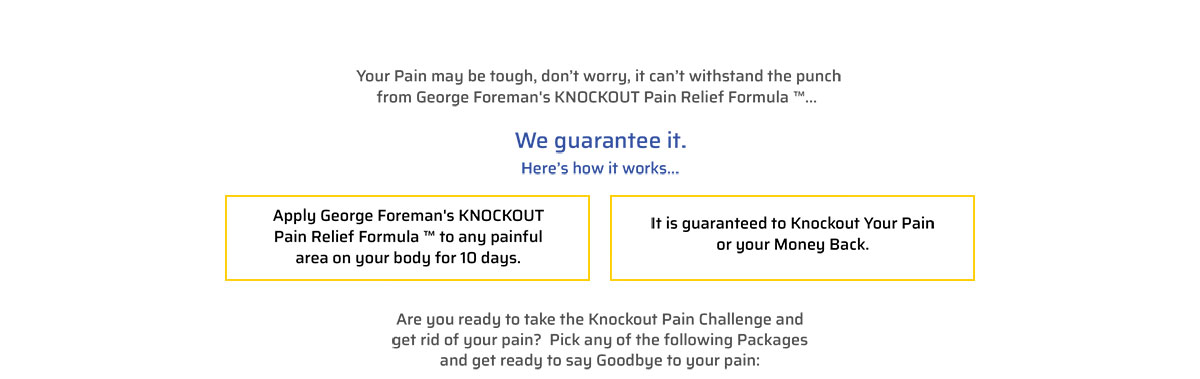 Your Pain may be tough, don't worry, it can't withstand the punch
from George Foreman's KNOCKOUT Pain Relief Formula ™...
We guarantee it.
Here's how it works...
Apply George Foreman's KNOCKOUT
Pain Relief Formula ™ to any painful
area on your body for 10 days.
It is guaranteed to Knockout Your Pain
or your Money Back.
Are you ready to take the Knockout Pain Challenge and
get rid of your pain?  Pick any of the following Packages
and get ready to say Goodbye to your pain: